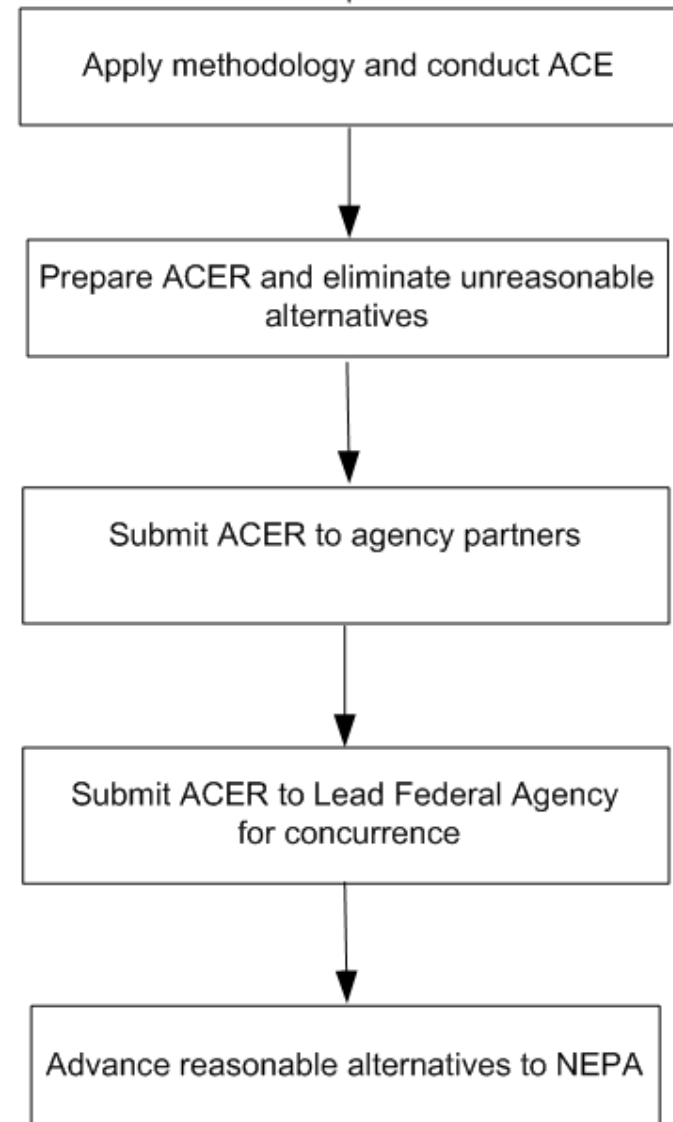 Apply methodology and conduct ACE
Prepare ACER and eliminate unreasonable
alternatives
Submit ACER to agency partners
Submit ACER to Lead Federal Agency
for concurrence
Advance reasonable alternatives to NEPA